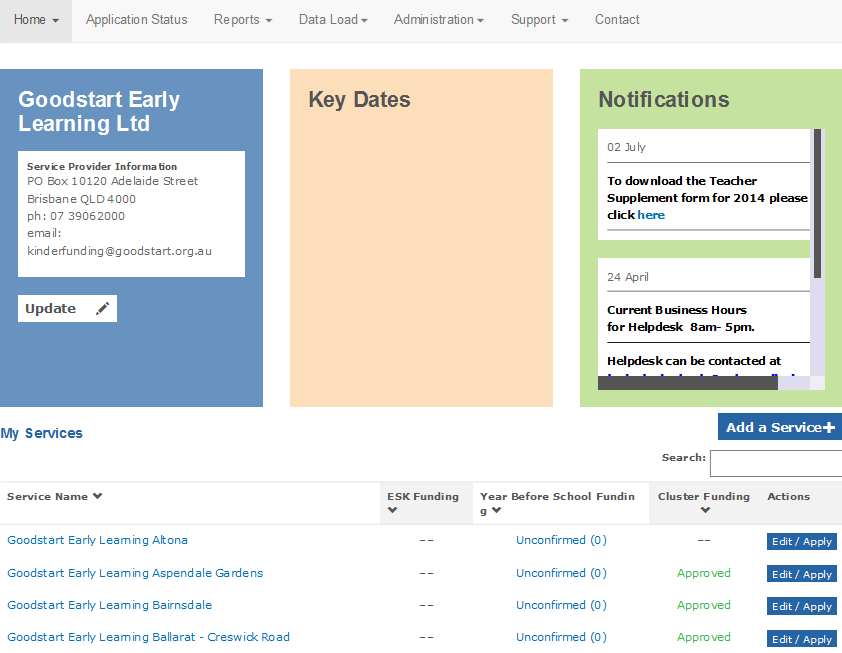 Home
Application Status
Reports
Data Load
Administration
Support
Contact
Goodstart Early
Learning Ltd
Service Provider Information
PO Box 10120 Adelaide Street
Brisbane QLD 4000
ph: 07 39062000
email:
kinderfunding@goodstart.org.au
Update
Key Dates
Notifications
02 July
To download the Teacher
Supplement form for 2014 please
click here
24 April
Current Business Hours
for Helpdesk 8am- 5pm.
Helpdesk can be contacted at
My Services
Add a Service+
Search:
Service Name
ESK Funding
Year Before School Fundin
g
Cluster Funding
Actions
Goodstart Early Learning Altona -- Unconfirmed (0) -- Edit / Apply
Goodstart Early Learning Aspendale Gardens -- Unconfirmed (0) Approved Edit / Apply
Goodstart Early Learning Bairnsdale -- Unconfirmed (0) Approved Edit / Apply
Goodstart Early Learning Ballarat - Creswick Road -- Unconfirmed (0) Approved Edit / Apply